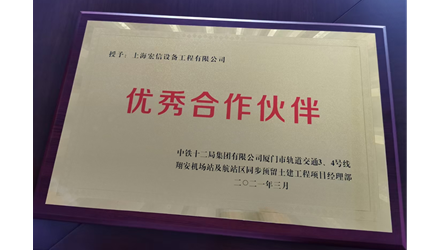 授予：上海宏信设备工程有限公司
优秀合作伙伴
中铁十二局集团有限公司厦门市轨道交通3、4号线
翔安机场站及航站区同步预留土建工程项目经理部
二〇二一年三月